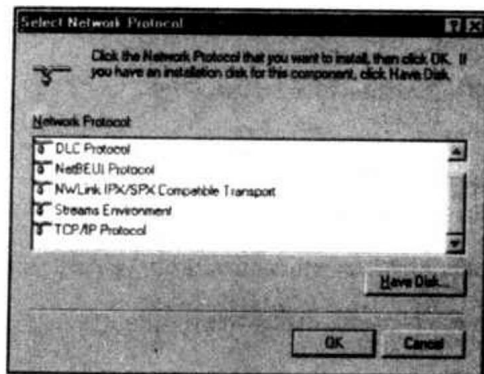 Select Network Protocol
Click the Network Protocol that you want to install, then click OK. If
you have an installation disk for this component, click Have Disk.
Network Protocol:
DLC Protocol
NetBEUI Protocol
NWLink IPX/SPX Compatible Transport
Streams Environment
TCP/IP Protocol
Have Disk...
OK
Cancel